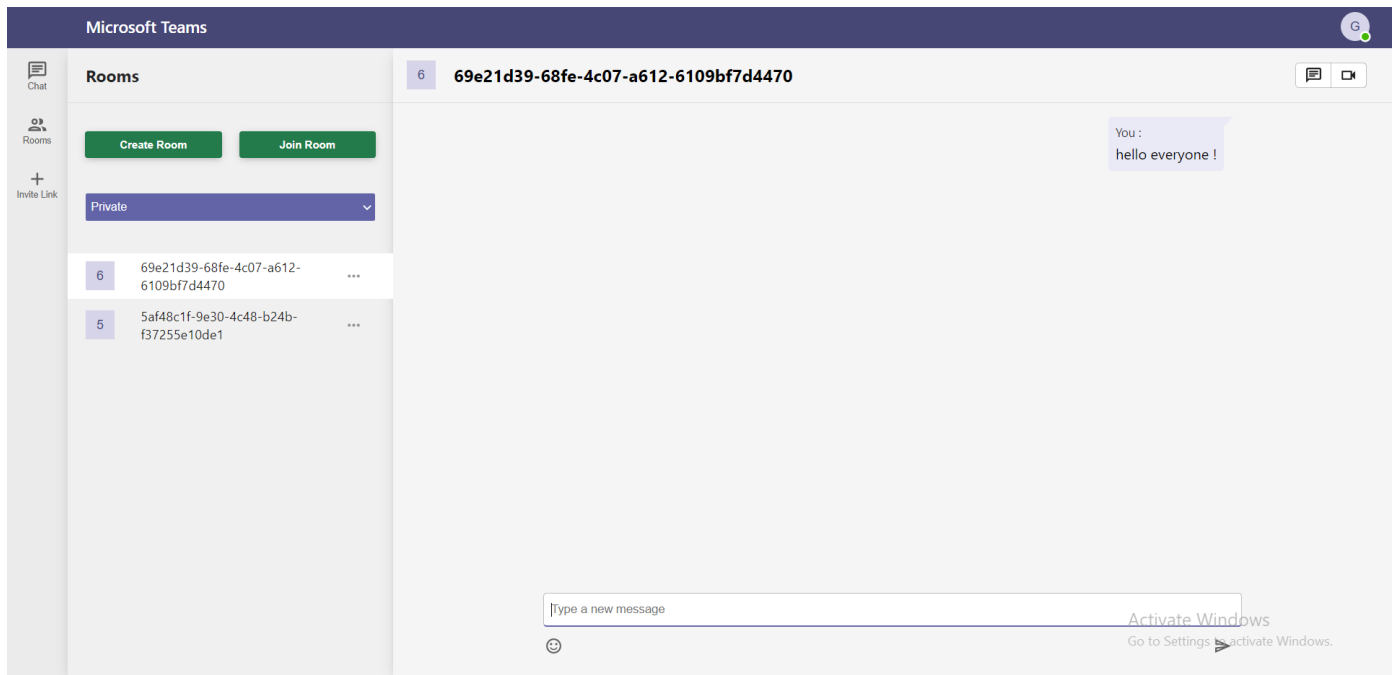 Microsoft Teams
G
Chat
Rooms
Invite Link
Rooms
Create Room
Join Room
Private
6
69e21d39-68fe-4c07-a612-
6109bf7d4470
5
5af48c1f-9e30-4c48-b24b-
f37255e10de1
6
69e21d39-68fe-4c07-a612-6109bf7d4470
You :
hello everyone !
Type a new message
Activate Windows
Go to Settings to activate Windows.